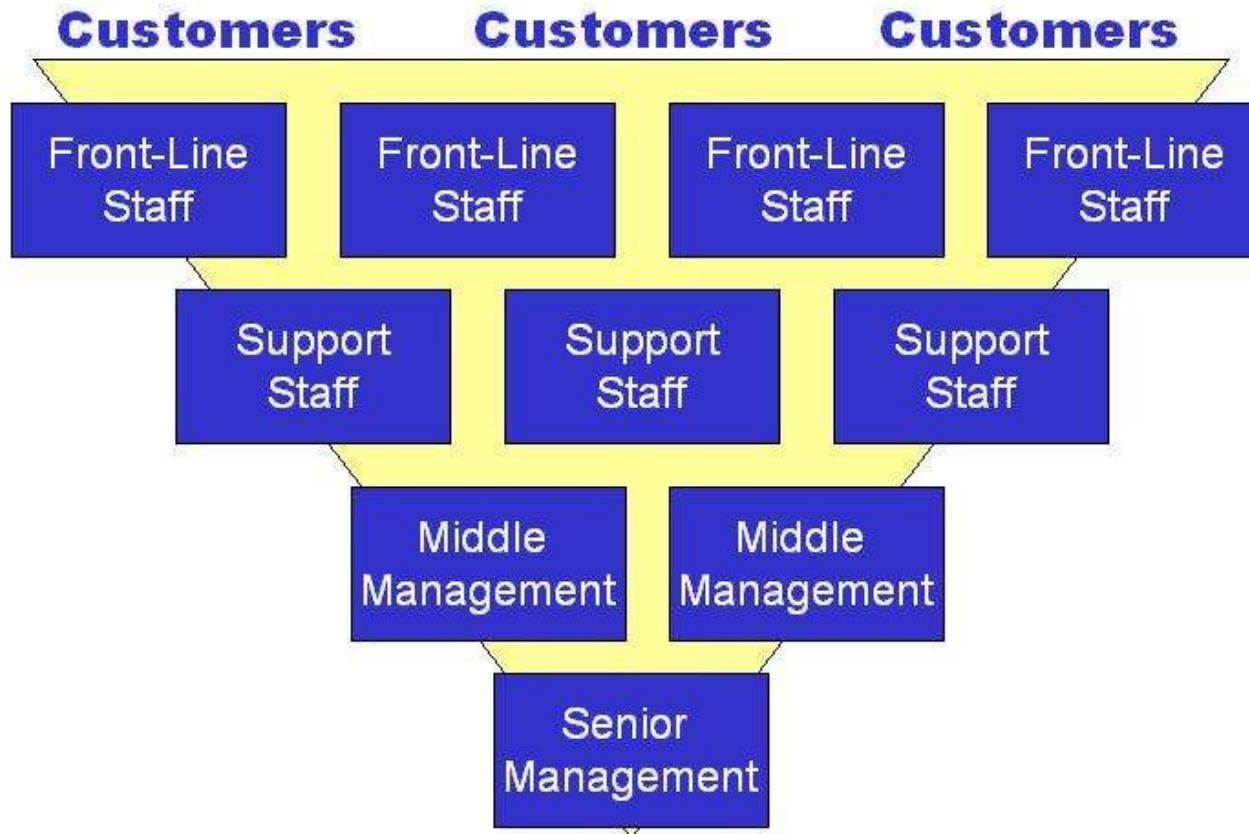 Customers Customers Customers
Front-Line Front-Line Front-Line Front-Line
Staff Staff Staff Staff
Support Support Support
Staff Staff Staff
Middle Middle
Management Management
Senior
Management